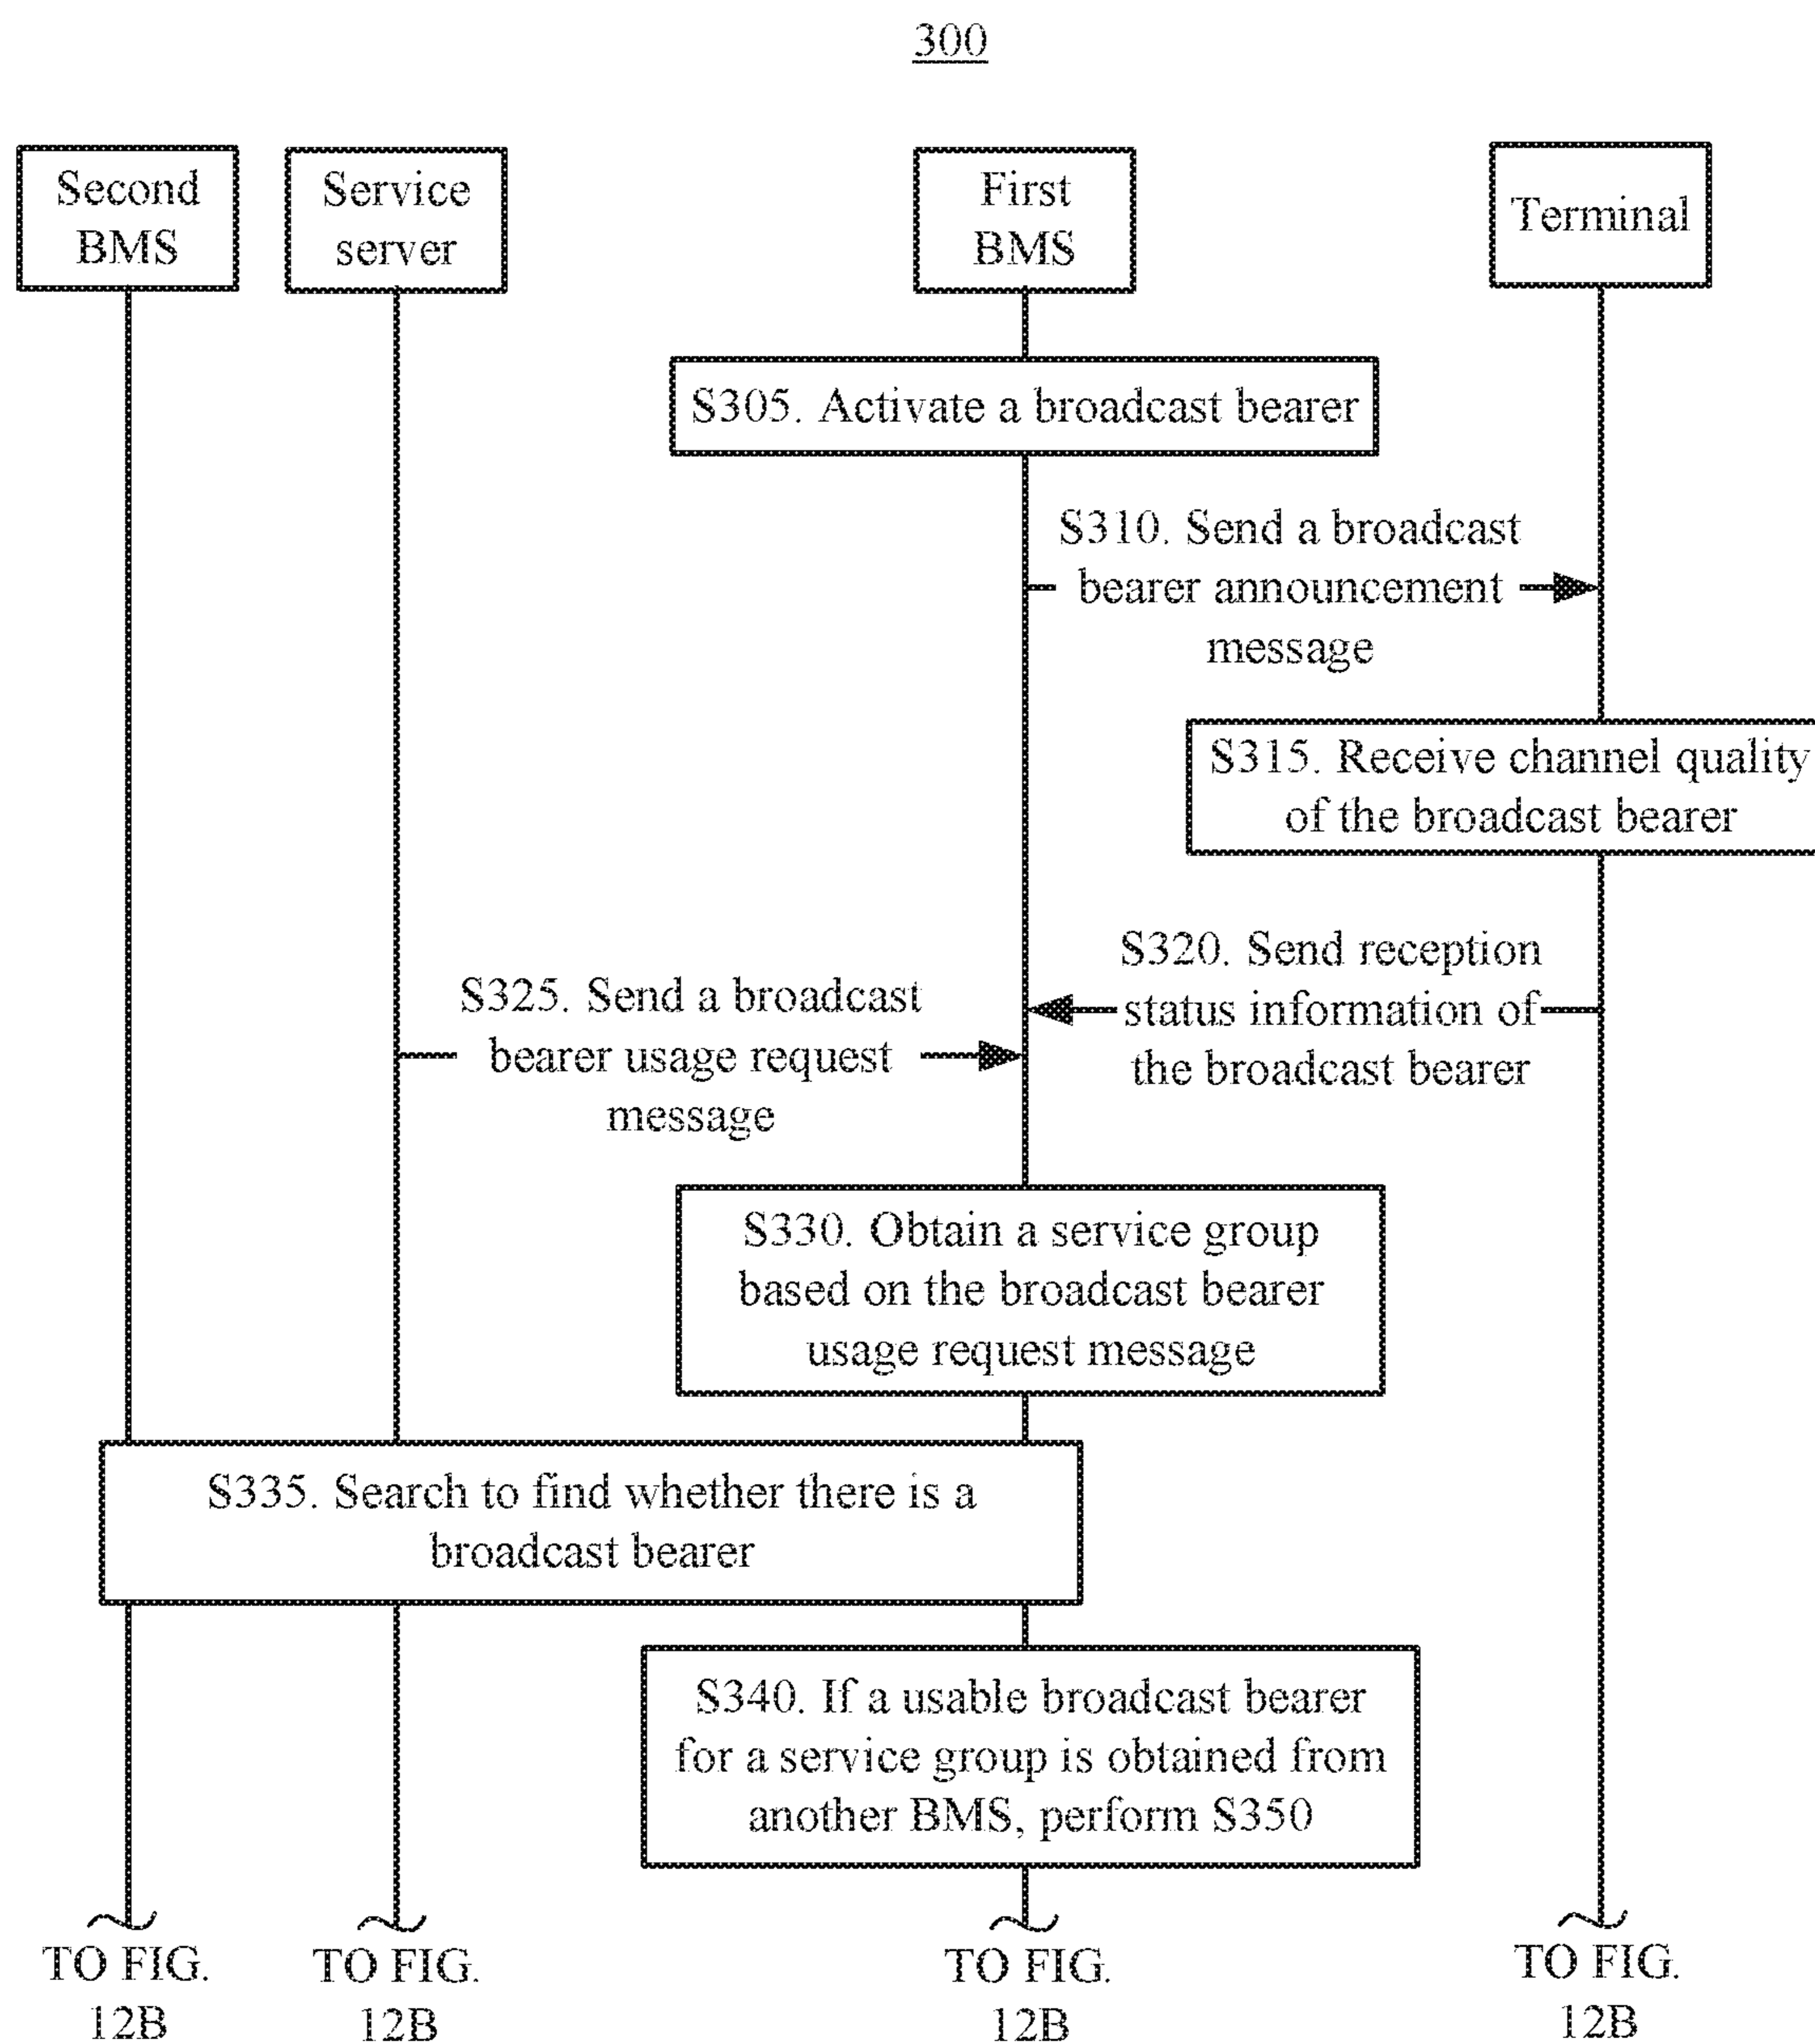 300
Second
BMS
Service
server
First
BMS
Terminal
S305. Activate a broadcast bearer
S310. Send a broadcast
bearer announcement
message
S315. Receive channel quality
of the broadcast bearer
S320. Send reception
status information of
the broadcast bearer
S325. Send a broadcast
bearer usage request
message
S330. Obtain a service group
based on the broadcast bearer
usage request message
S335. Search to find whether there is a
broadcast bearer
S340. If a usable broadcast bearer
for a service group is obtained from
another BMS, perform S350
TO FIG.
12B
TO FIG.
12B
TO FIG.
12B
TO FIG.
12B